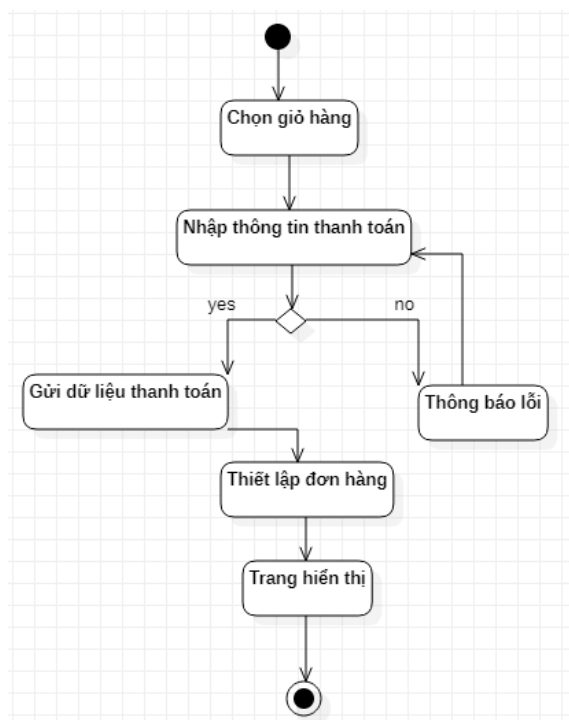 Chọn giỏ hàng
Nhập thông tin thanh toán
yes
no
Gửi dữ liệu thanh toán
Thông báo lỗi
Thiết lập đơn hàng
Trang hiển thị